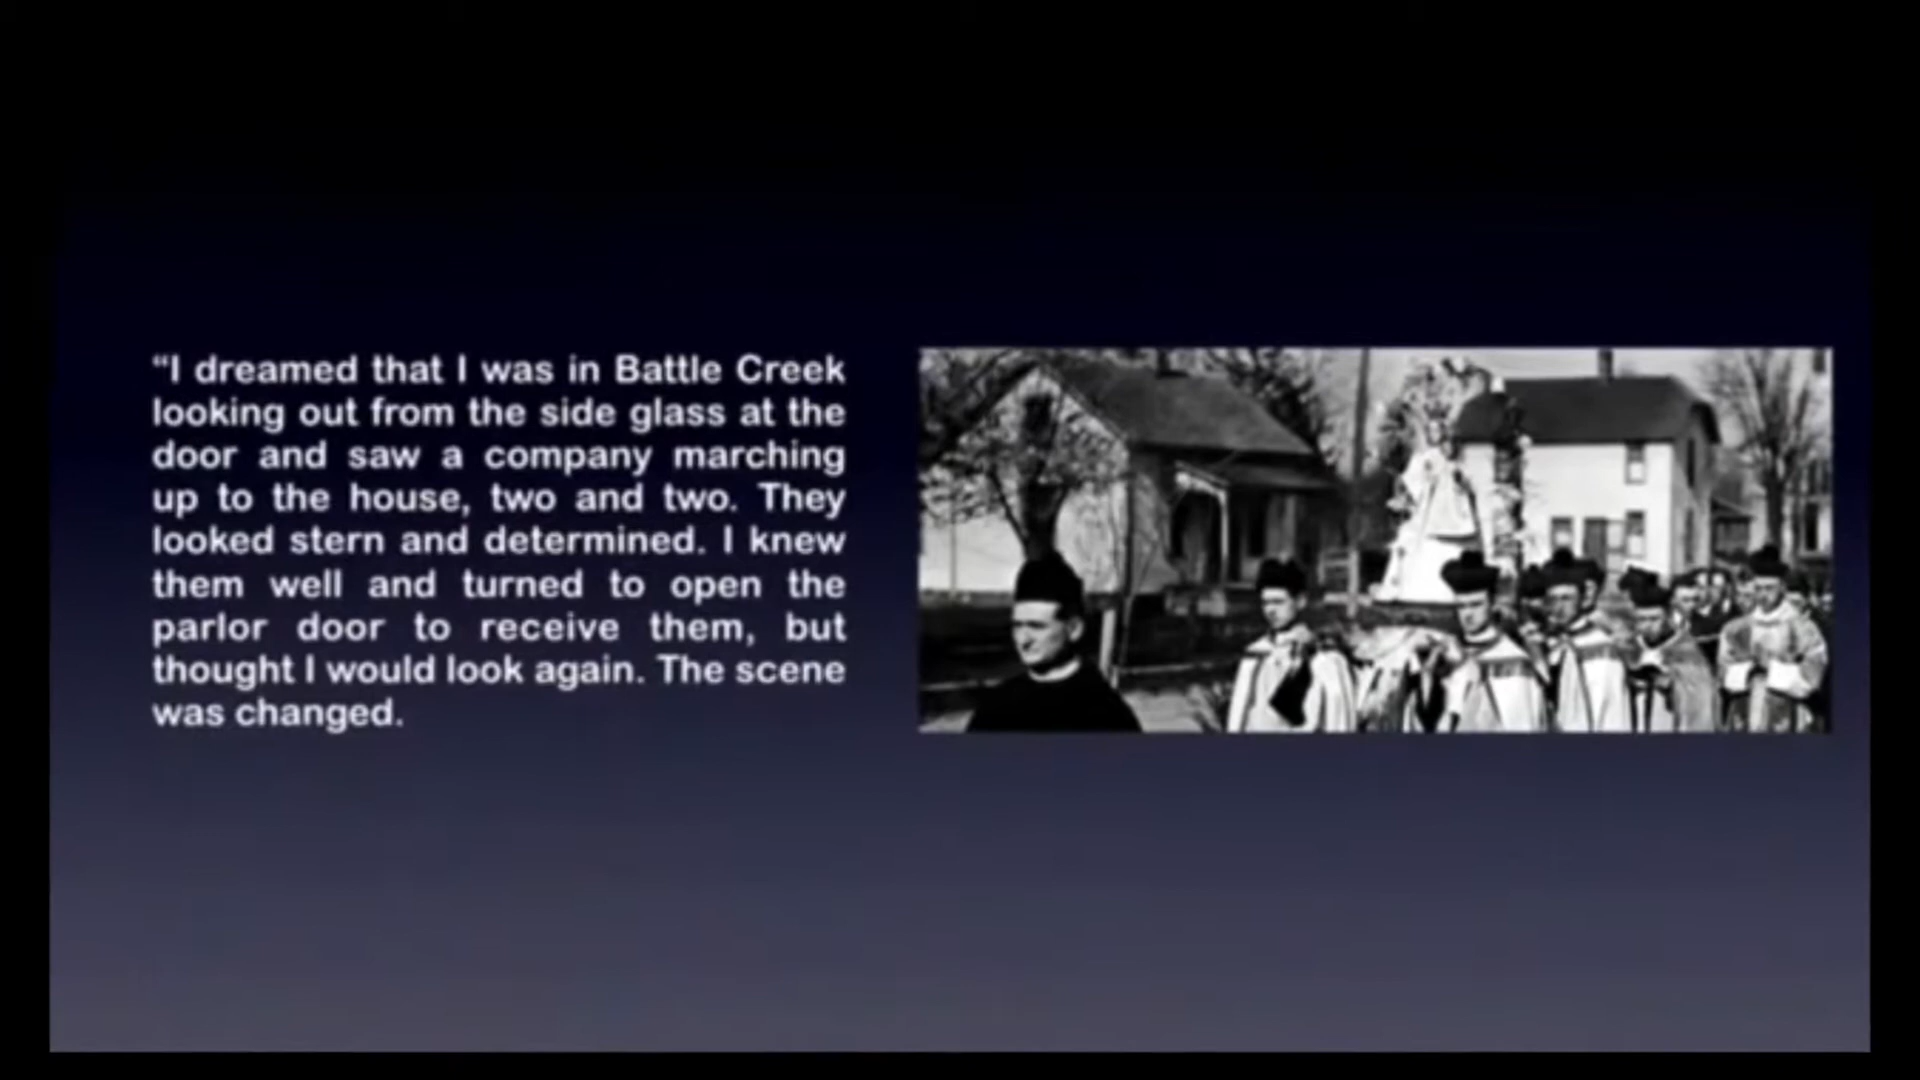 “I dreamed that I was in Battle Creek
looking out from the side glass at the
door and saw a company marching
up to the house, two and two. They
looked stern and determined. I knew
them well and turned to open the
parlor door to receive them, but
thought I would look again. The scene
was changed.